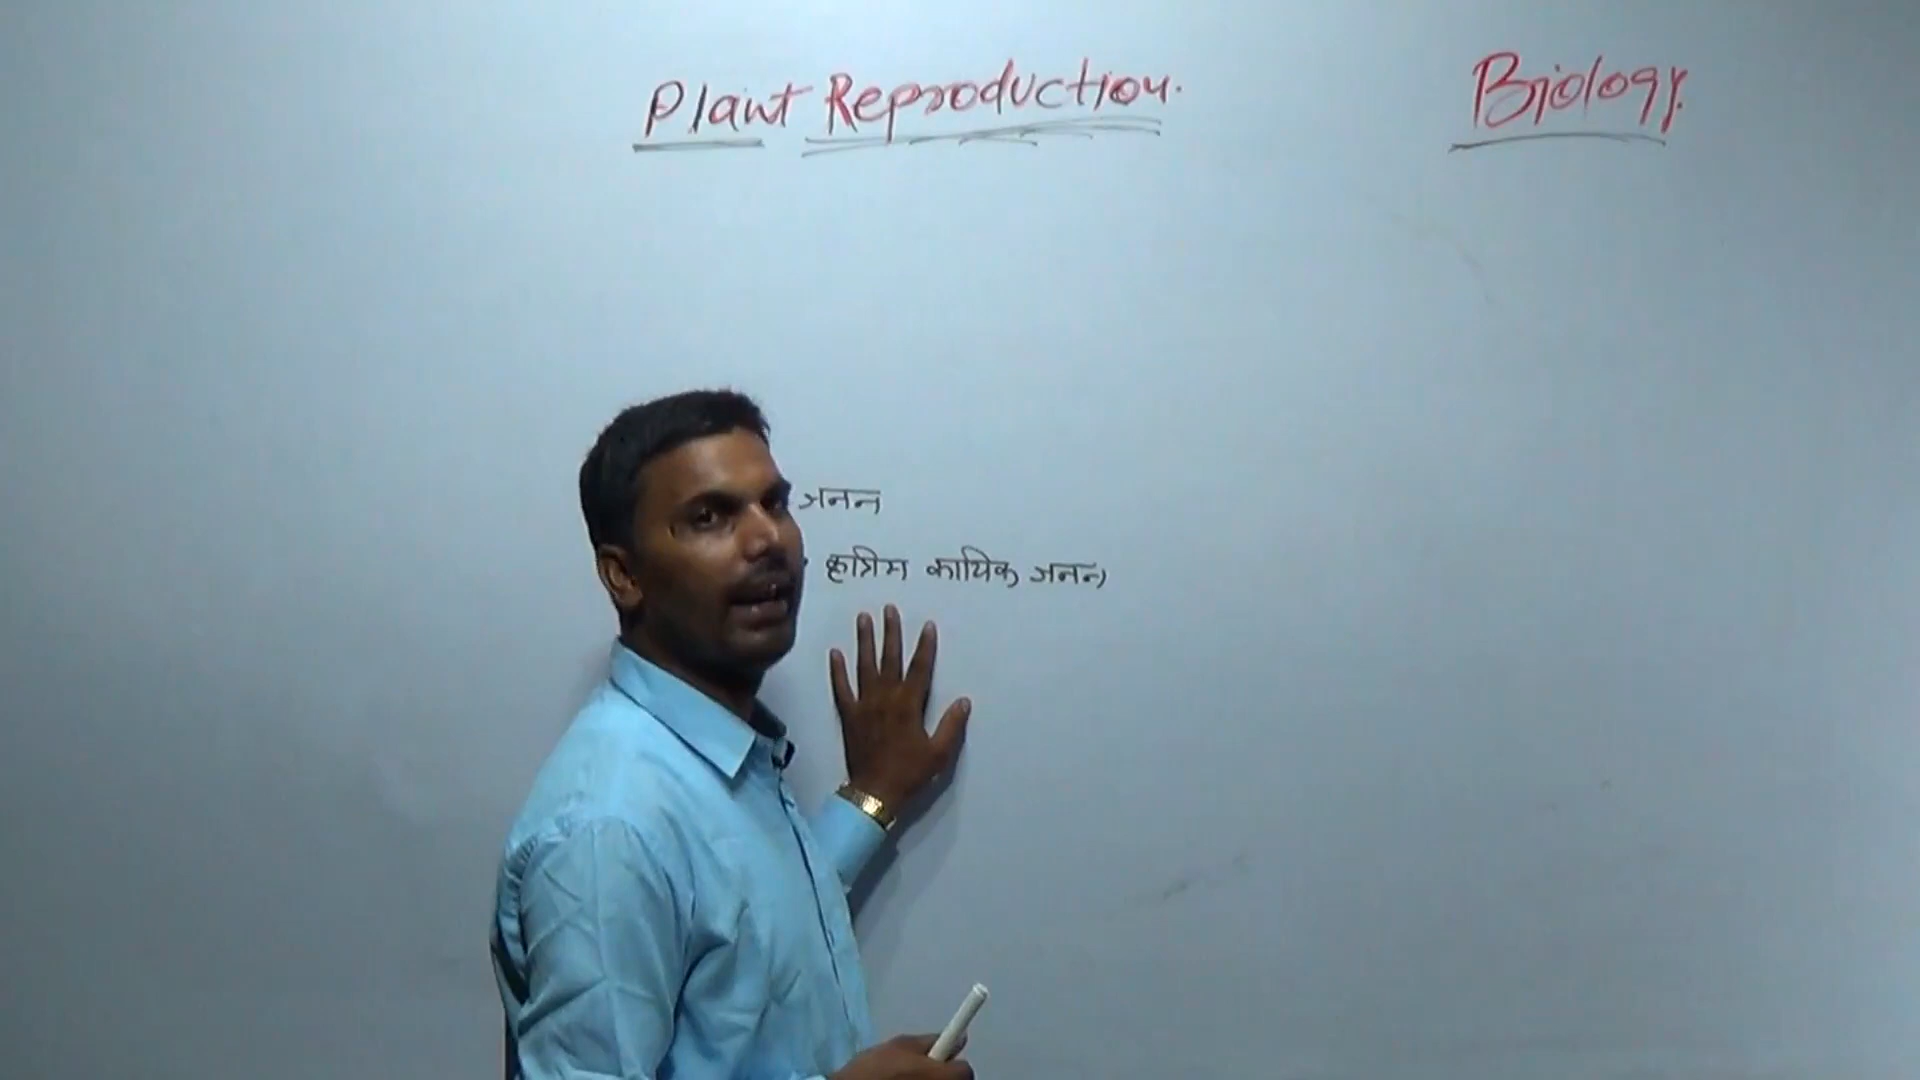 Plant Reproduction.
Biology.
जनन
कृत्रिम कायिक जनन